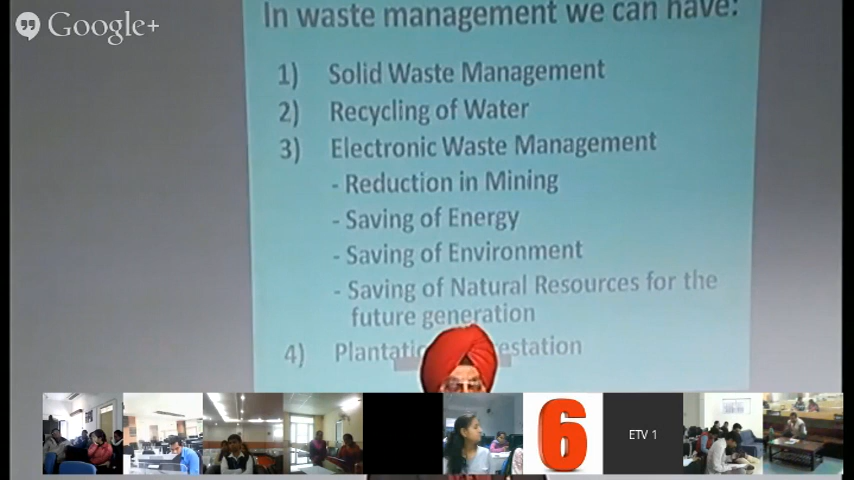 Google+
In waste management we can have:
1) Solid Waste Management
2) Recycling of Water
3) Electronic Waste Management
- Reduction in Mining
- Saving of Energy
- Saving of Environment
- Saving of Natural Resources for the
future generation
4)
6
ETV 1